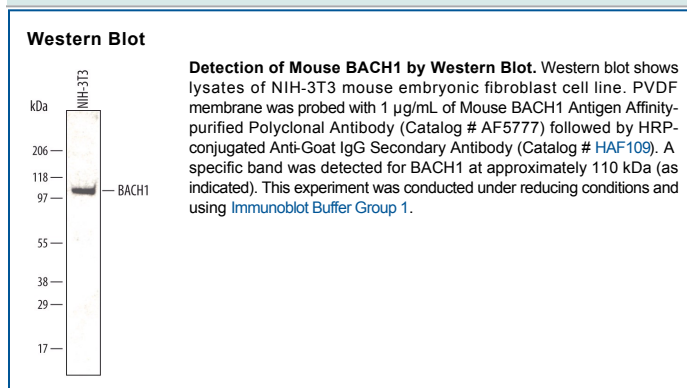 Western Blot
Detection of Mouse BACH1 by Western Blot. Western blot shows
lysates of NIH-3T3 mouse embryonic fibroblast cell line. PVDF
membrane was probed with 1 µg/mL of Mouse BACH1 Antigen Affinity-
purified Polyclonal Antibody (Catalog # AF5777) followed by HRP-
conjugated Anti-Goat IgG Secondary Antibody (Catalog # HAF109). A
specific band was detected for BACH1 at approximately 110 kDa (as
indicated). This experiment was conducted under reducing conditions and
using Immunoblot Buffer Group 1.
NIH-3T3
kDa
206
118
97
BACH1
55
38
29
17